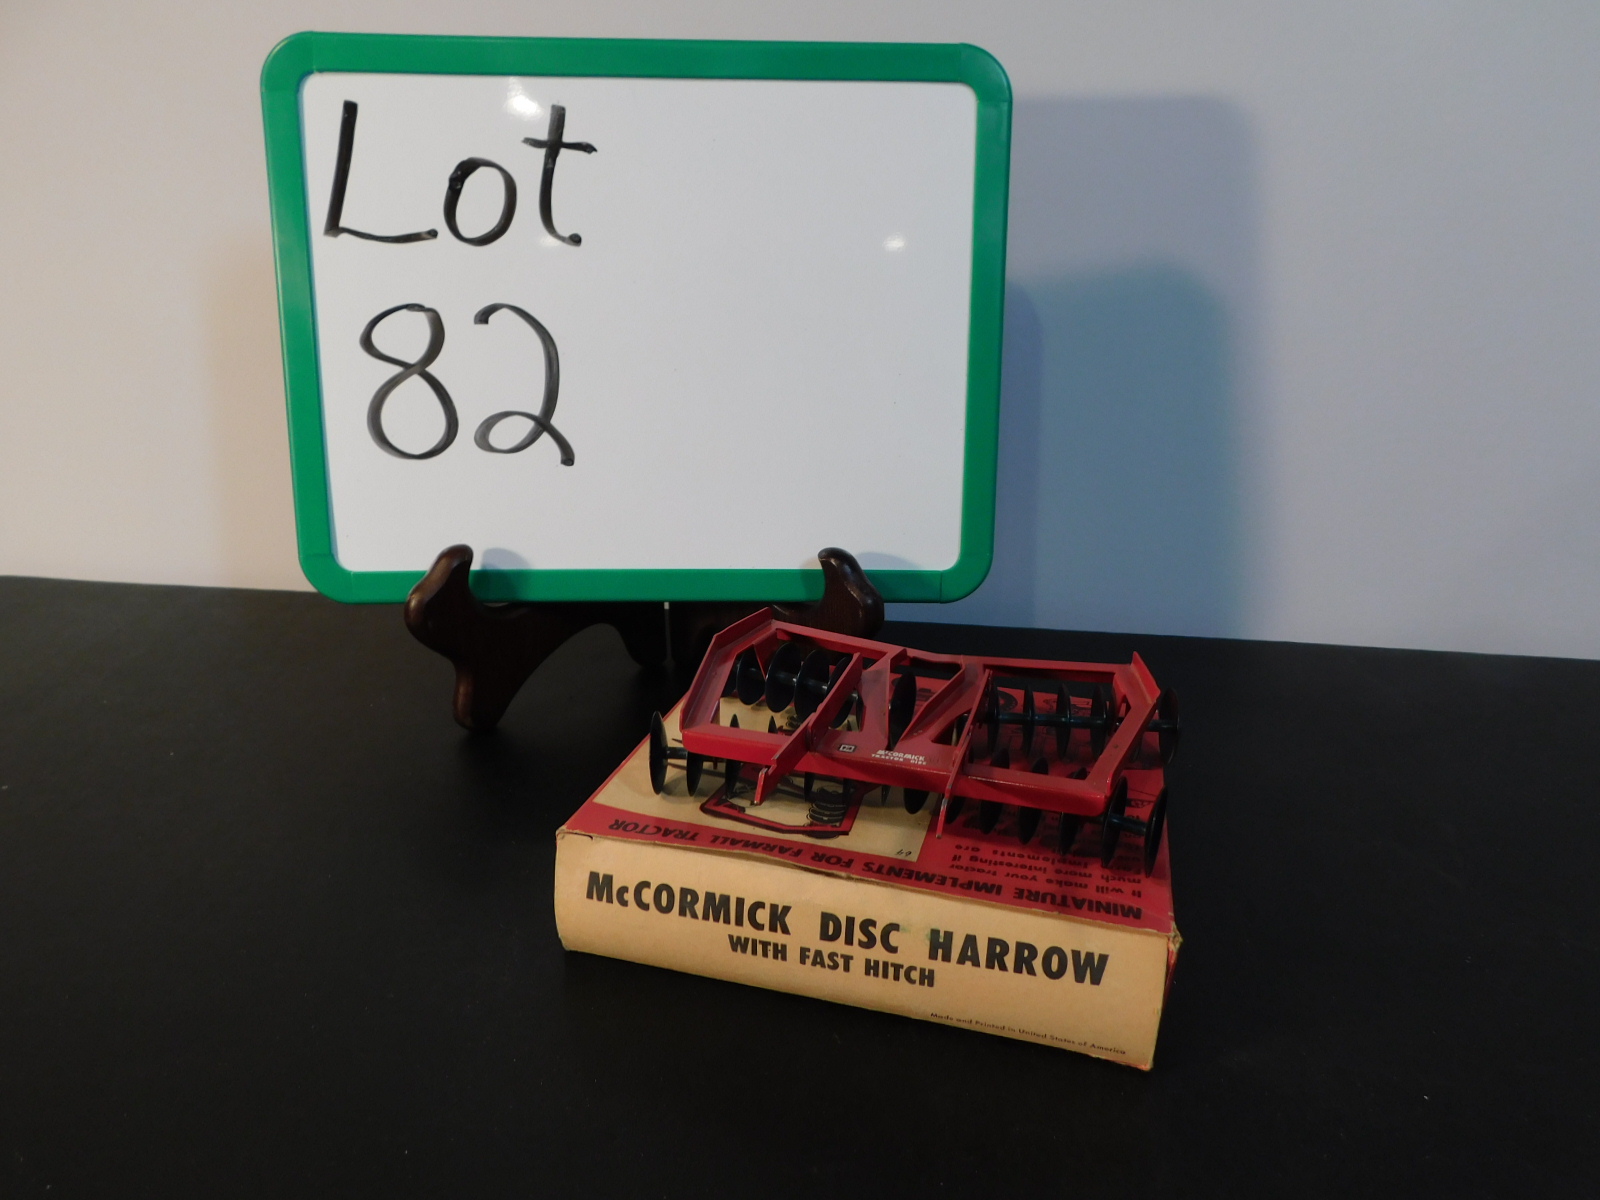 Lot
82
McCORMICK
TRACTOR DISC
64
MINIATURE IMPLEMENTS FOR FARMALL TRACTOR
It will make your tractor
much more interesting if
implements are
McCORMICK DISC HARROW
WITH FAST HITCH
Made and Printed in United States of America